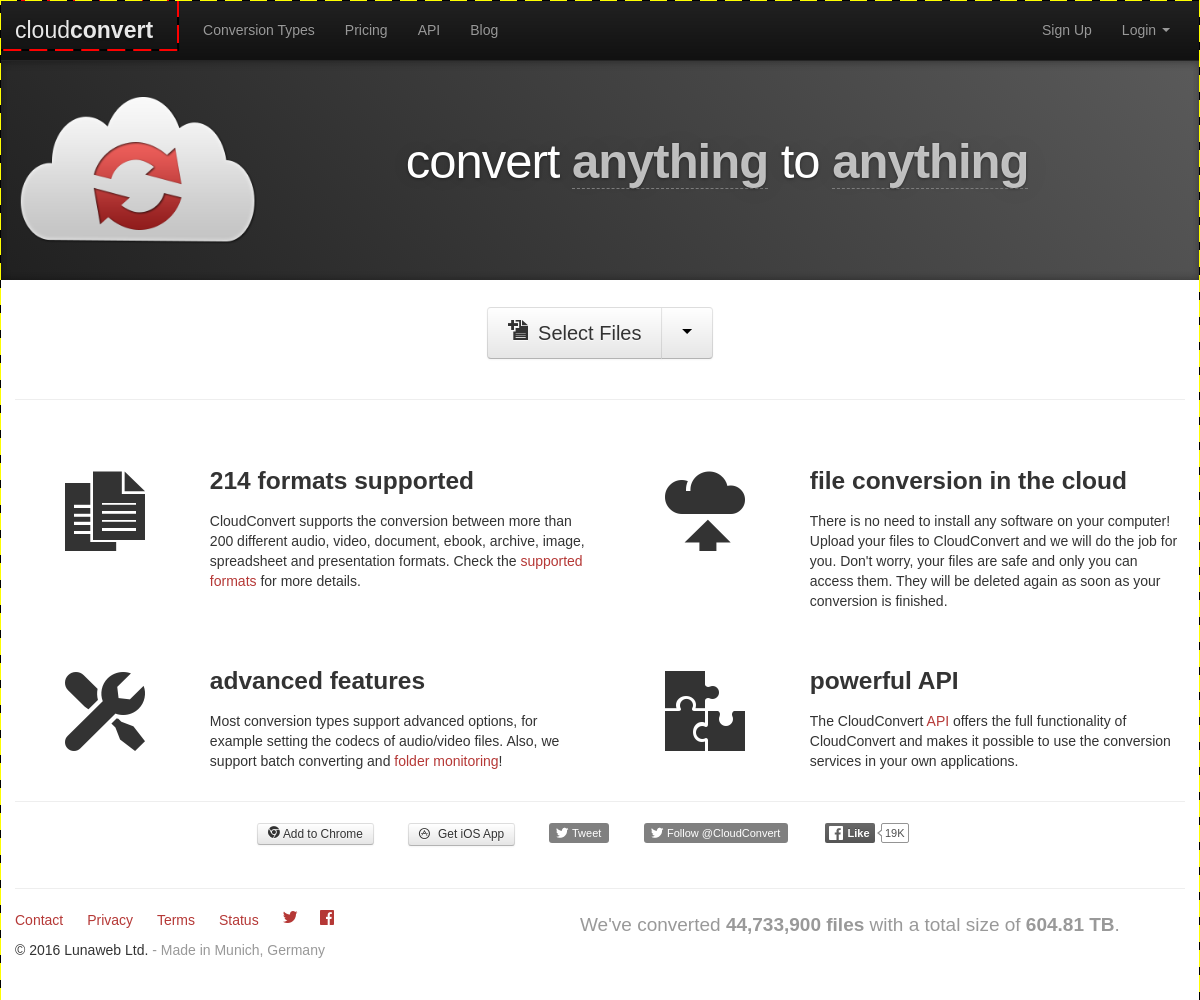 cloudconvert Conversion Types Pricing API Blog Sign Up Login
convert anything to anything
Select Files
214 formats supported
CloudConvert supports the conversion between more than
200 different audio, video, document, ebook, archive, image,
spreadsheet and presentation formats. Check the supported
formats for more details.
file conversion in the cloud
There is no need to install any software on your computer!
Upload your files to CloudConvert and we will do the job for
you. Don't worry, your files are safe and only you can
access them. They will be deleted again as soon as your
conversion is finished.
advanced features
Most conversion types support advanced options, for
example setting the codecs of audio/video files. Also, we
support batch converting and folder monitoring!
powerful API
The CloudConvert API offers the full functionality of
CloudConvert and makes it possible to use the conversion
services in your own applications.
Add to Chrome Get iOS App Tweet Follow @CloudConvert Like 19K
Contact Privacy Terms Status
We've converted 44,733,900 files with a total size of 604.81 TB.
© 2016 Lunaweb Ltd. - Made in Munich, Germany